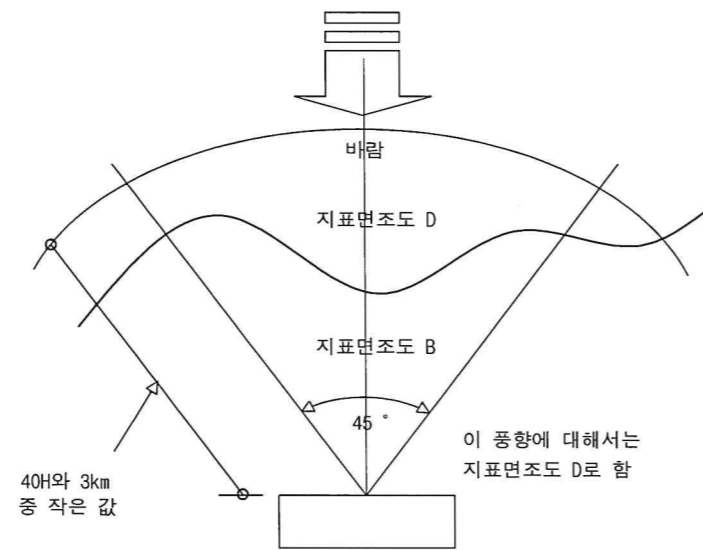 바람
지표면조도 D
지표면조도 B
45 °
이 풍향에 대해서는
지표면조도 D로 함
40H와 3km
중 작은 값